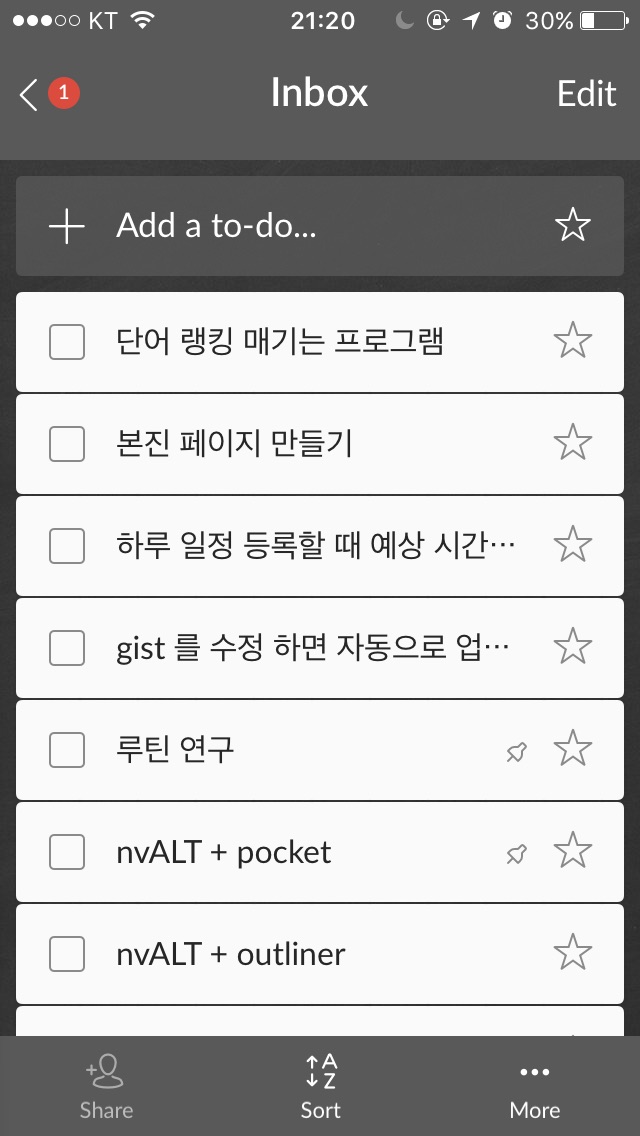 KT 21:20 30%
1 Inbox Edit
Add a to-do...
단어 랭킹 매기는 프로그램
본진 페이지 만들기
하루 일정 등록할 때 예상 시간…
gist 를 수정 하면 자동으로 업…
루틴 연구
nvALT + pocket
nvALT + outliner
A
Z
Share Sort More